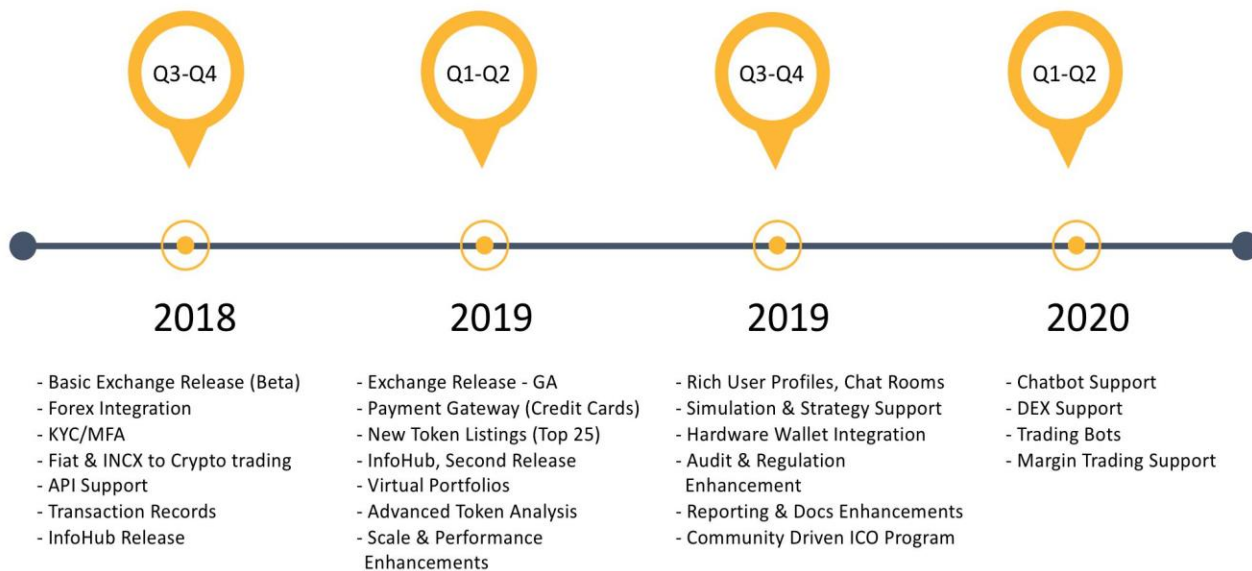 Q3-Q4
Q1-Q2
Q3-Q4
Q1-Q2
2018
2019
2019
2020
- Basic Exchange Release (Beta)
- Forex Integration
- KYC/MFA
- Fiat & INCX to Crypto trading
- API Support
- Transaction Records
- InfoHub Release
- Exchange Release - GA
- Payment Gateway (Credit Cards)
- New Token Listings (Top 25)
- InfoHub, Second Release
- Virtual Portfolios
- Advanced Token Analysis
- Scale & Performance
Enhancements
- Rich User Profiles, Chat Rooms
- Simulation & Strategy Support
- Hardware Wallet Integration
- Audit & Regulation
Enhancement
- Reporting & Docs Enhancements
- Community Driven ICO Program
- Chatbot Support
- DEX Support
- Trading Bots
- Margin Trading Support